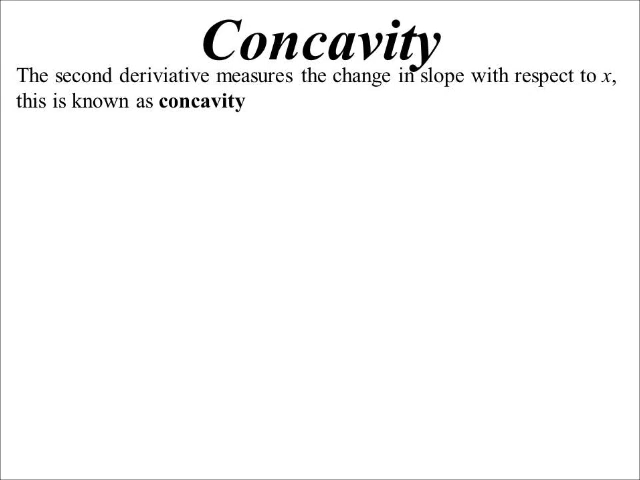 Concavity
The second deriviative measures the change in slope with respect to x,
this is known as concavity